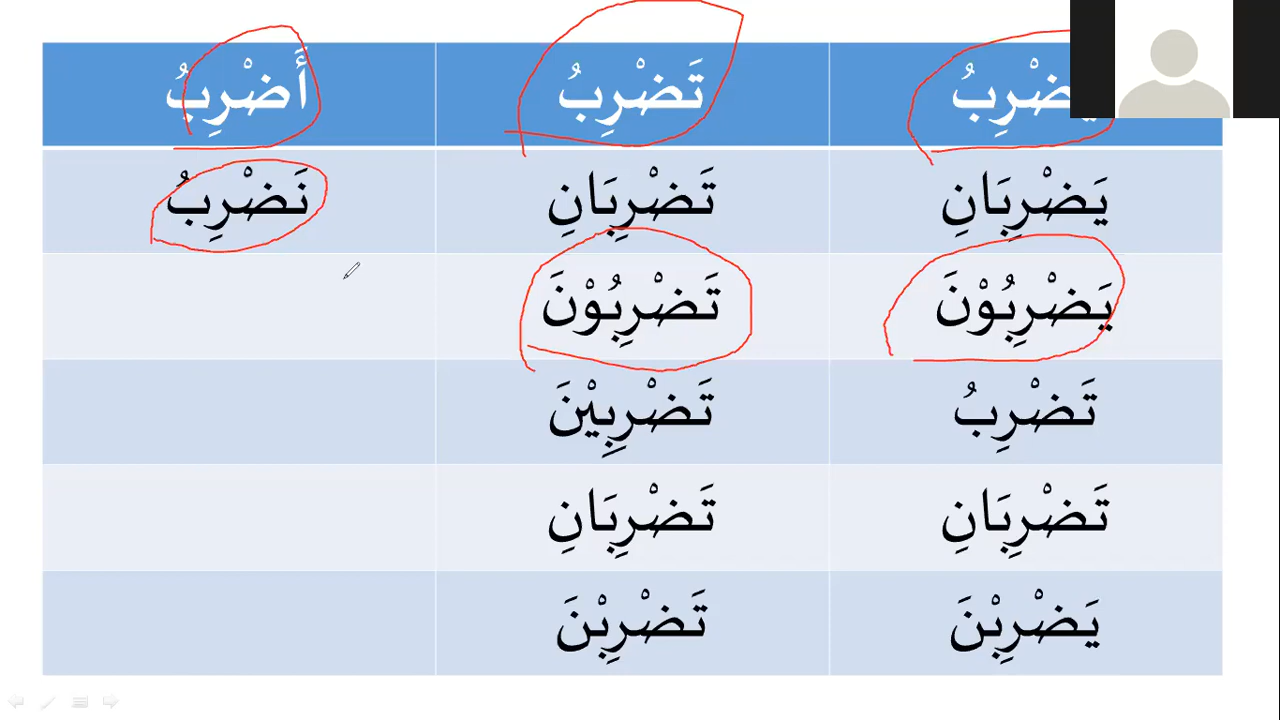 يَضْرِبُ تَضْرِبُ أَضْرِبُ
يَضْرِبَانِ تَضْرِبَانِ نَضْرِبُ
يَضْرِبُوْنَ تَضْرِبُوْنَ
تَضْرِبُ تَضْرِبِيْنَ
تَضْرِبَانِ تَضْرِبَانِ
يَضْرِبْنَ تَضْرِبْنَ